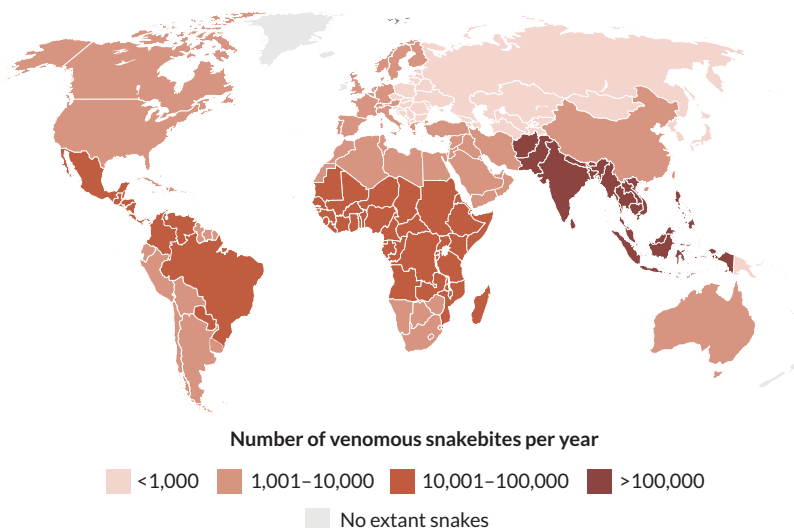 Number of venomous snakebites per year
<1,000 1,001–10,000 10,001–100,000 >100,000
No extant snakes